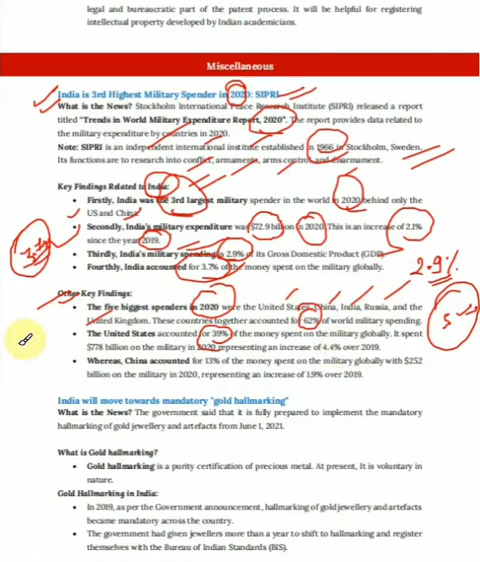 legal and bureaucratic part of the patent process. It will be helpful for registering
intellectual property developed by Indian academicians.
Miscellaneous
India is 3rd Highest Military Spender in 2020: SIPRI
What is the News? Stockholm International Peace Research Institute (SIPRI) released a report
titled "Trends in World Military Expenditure Report, 2020". The report provides data related to
the military expenditure by countries in 2020.
Note: SIPRI is an independent international institute established in 1966 in Stockholm, Sweden.
Its functions are to research into conflict, armaments, arms control and disarmament.
Key Findings Related to India:
• Firstly, India was the 3rd largest military spender in the world in 2020 behind only the
US and China.
• Secondly, India's military expenditure was $72.9 billion in 2020. This is an increase of 2.1%
since the year 2019.
• Thirdly, India's military spending is 2.9% of its Gross Domestic Product (GDP).
• Fourthly, India accounted for 3.7% of the money spent on the military globally.
2.9%
Other Key Findings:
• The five biggest spenders in 2020 were the United States, China, India, Russia, and the
United Kingdom. These countries together accounted for 62% of world military spending.
5
• The United States accounted for 39% of the money spent on the military globally. It spent
$778 billion on the military in 2020 representing an increase of 4.4% over 2019.
• Whereas, China accounted for 13% of the money spent on the military globally with $252
billion on the military in 2020, representing an increase of 1.9% over 2019.
India will move towards mandatory "gold hallmarking"
What is the News? The government said that it is fully prepared to implement the mandatory
hallmarking of gold jewellery and artefacts from June 1, 2021.
What is Gold hallmarking?
• Gold hallmarking is a purity certification of precious metal. At present, It is voluntary in
nature.
Gold Hallmarking in India:
• In 2019, as per the Government announcement, hallmarking of gold jewellery and artefacts
became mandatory across the country.
• The government had given jewellers more than a year to shift to hallmarking and register
themselves with the Bureau of Indian Standards (BIS).